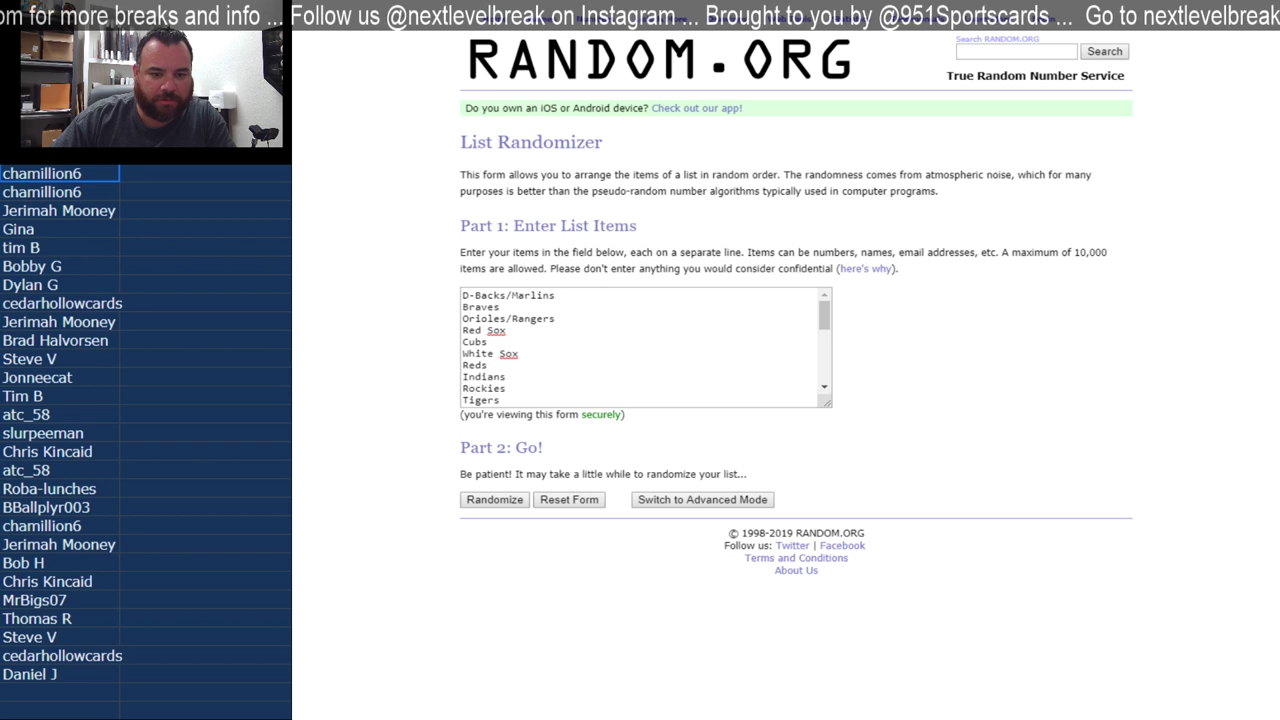 om for more breaks and info ... Follow us @nextlevelbreak on Instagram ... Brought to you by @951Sportscards ... Go to nextlevelbreak
chamillion6
chamillion6
Jerimah Mooney
Gina
tim B
Bobby G
Dylan G
cedarhollowcards
Jerimah Mooney
Brad Halvorsen
Steve V
Jonneecat
Tim B
atc_58
slurpeeman
Chris Kincaid
atc_58
Roba-lunches
BBallplyr003
chamillion6
Jerimah Mooney
Bob H
Chris Kincaid
MrBigs07
Thomas R
Steve V
cedarhollowcards
Daniel J
RANDOM.ORG
Search RANDOM.ORG
Search
True Random Number Service
Do you own an iOS or Android device? Check out our app!
List Randomizer
This form allows you to arrange the items of a list in random order. The randomness comes from atmospheric noise, which for many
purposes is better than the pseudo-random number algorithms typically used in computer programs.
Part 1: Enter List Items
Enter your items in the field below, each on a separate line. Items can be numbers, names, email addresses, etc. A maximum of 10,000
items are allowed. Please don't enter anything you would consider confidential (here's why).
D-Backs/Marlins
Braves
Orioles/Rangers
Red Sox
Cubs
White Sox
Reds
Indians
Rockies
Tigers
(you're viewing this form securely)
Part 2: Go!
Be patient! It may take a little while to randomize your list...
Randomize Reset Form Switch to Advanced Mode
© 1998-2019 RANDOM.ORG
Follow us: Twitter | Facebook
Terms and Conditions
About Us